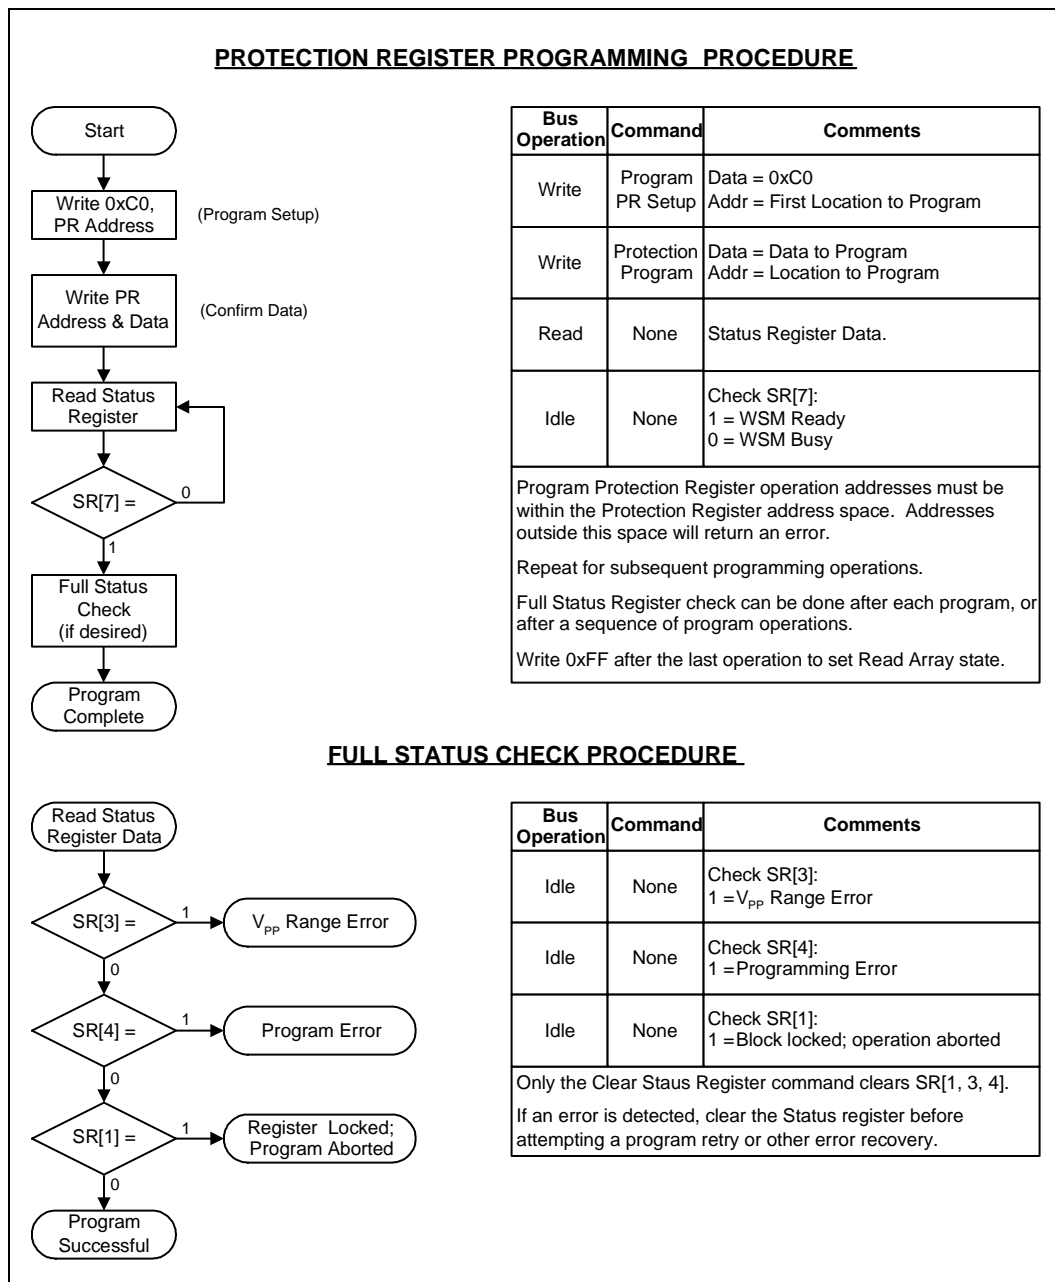 PROTECTION REGISTER PROGRAMMING PROCEDURE
Start
Write 0xC0,
PR Address
(Program Setup)
Write PR
Address & Data
(Confirm Data)
Read Status
Register
SR[7] =
0
1
Full Status
Check
(if desired)
Program
Complete
Bus
Operation
Command
Comments
Write
Program
PR Setup
Data = 0xC0
Addr = First Location to Program
Write
Protection
Program
Data = Data to Program
Addr = Location to Program
Read
None
Status Register Data.
Idle
None
Check SR[7]:
1 = WSM Ready
0 = WSM Busy
Program Protection Register operation addresses must be
within the Protection Register address space. Addresses
outside this space will return an error.
Repeat for subsequent programming operations.
Full Status Register check can be done after each program, or
after a sequence of program operations.
Write 0xFF after the last operation to set Read Array state.
FULL STATUS CHECK PROCEDURE
Read Status
Register Data
SR[3] =
1
VPP Range Error
0
SR[4] =
1
Program Error
0
SR[1] =
1
Register Locked;
Program Aborted
0
Program
Successful
Bus
Operation
Command
Comments
Idle
None
Check SR[3]:
1 =VPP Range Error
Idle
None
Check SR[4]:
1 =Programming Error
Idle
None
Check SR[1]:
1 =Block locked; operation aborted
Only the Clear Staus Register command clears SR[1, 3, 4].
If an error is detected, clear the Status register before
attempting a program retry or other error recovery.